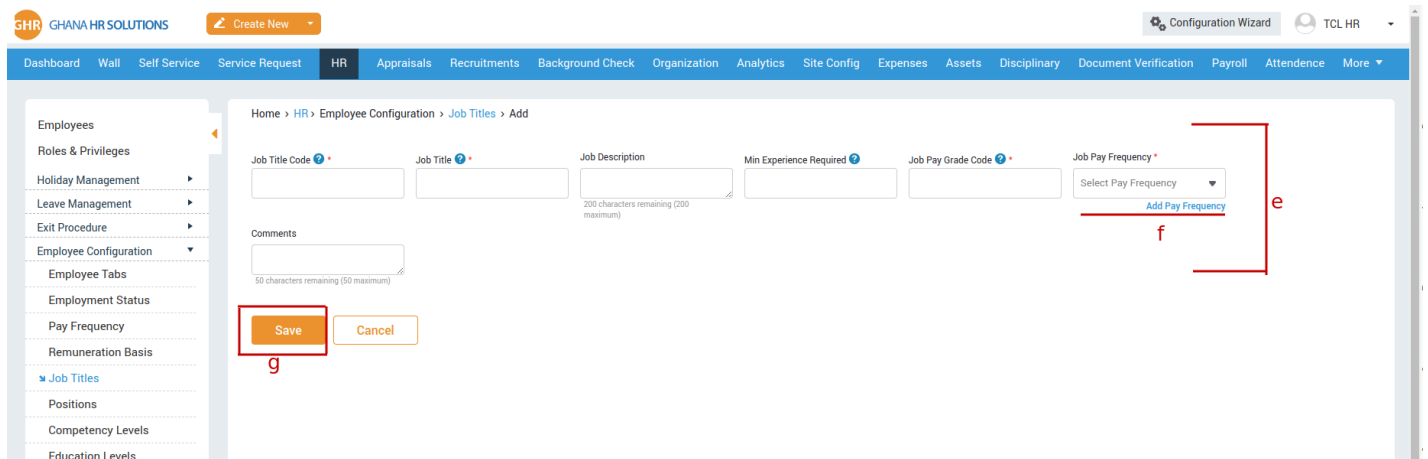 GHR GHANA HR SOLUTIONS Create New Configuration Wizard TCL HR
Dashboard Wall Self Service Service Request HR Appraisals Recruitments Background Check Organization Analytics Site Config Expenses Assets Disciplinary Document Verification Payroll Attendence More
Employees
Roles & Privileges
Holiday Management
Leave Management
Exit Procedure
Employee Configuration
Employee Tabs
Employment Status
Pay Frequency
Remuneration Basis
Job Titles
Positions
Competency Levels
Education Levels
Home › HR › Employee Configuration › Job Titles › Add
Job Title Code ? * Job Title ? * Job Description Min Experience Required ? Job Pay Grade Code ? * Job Pay Frequency *
Select Pay Frequency
200 characters remaining (200
maximum)
Add Pay Frequency
e
f
Comments
50 characters remaining (50 maximum)
Save Cancel
g